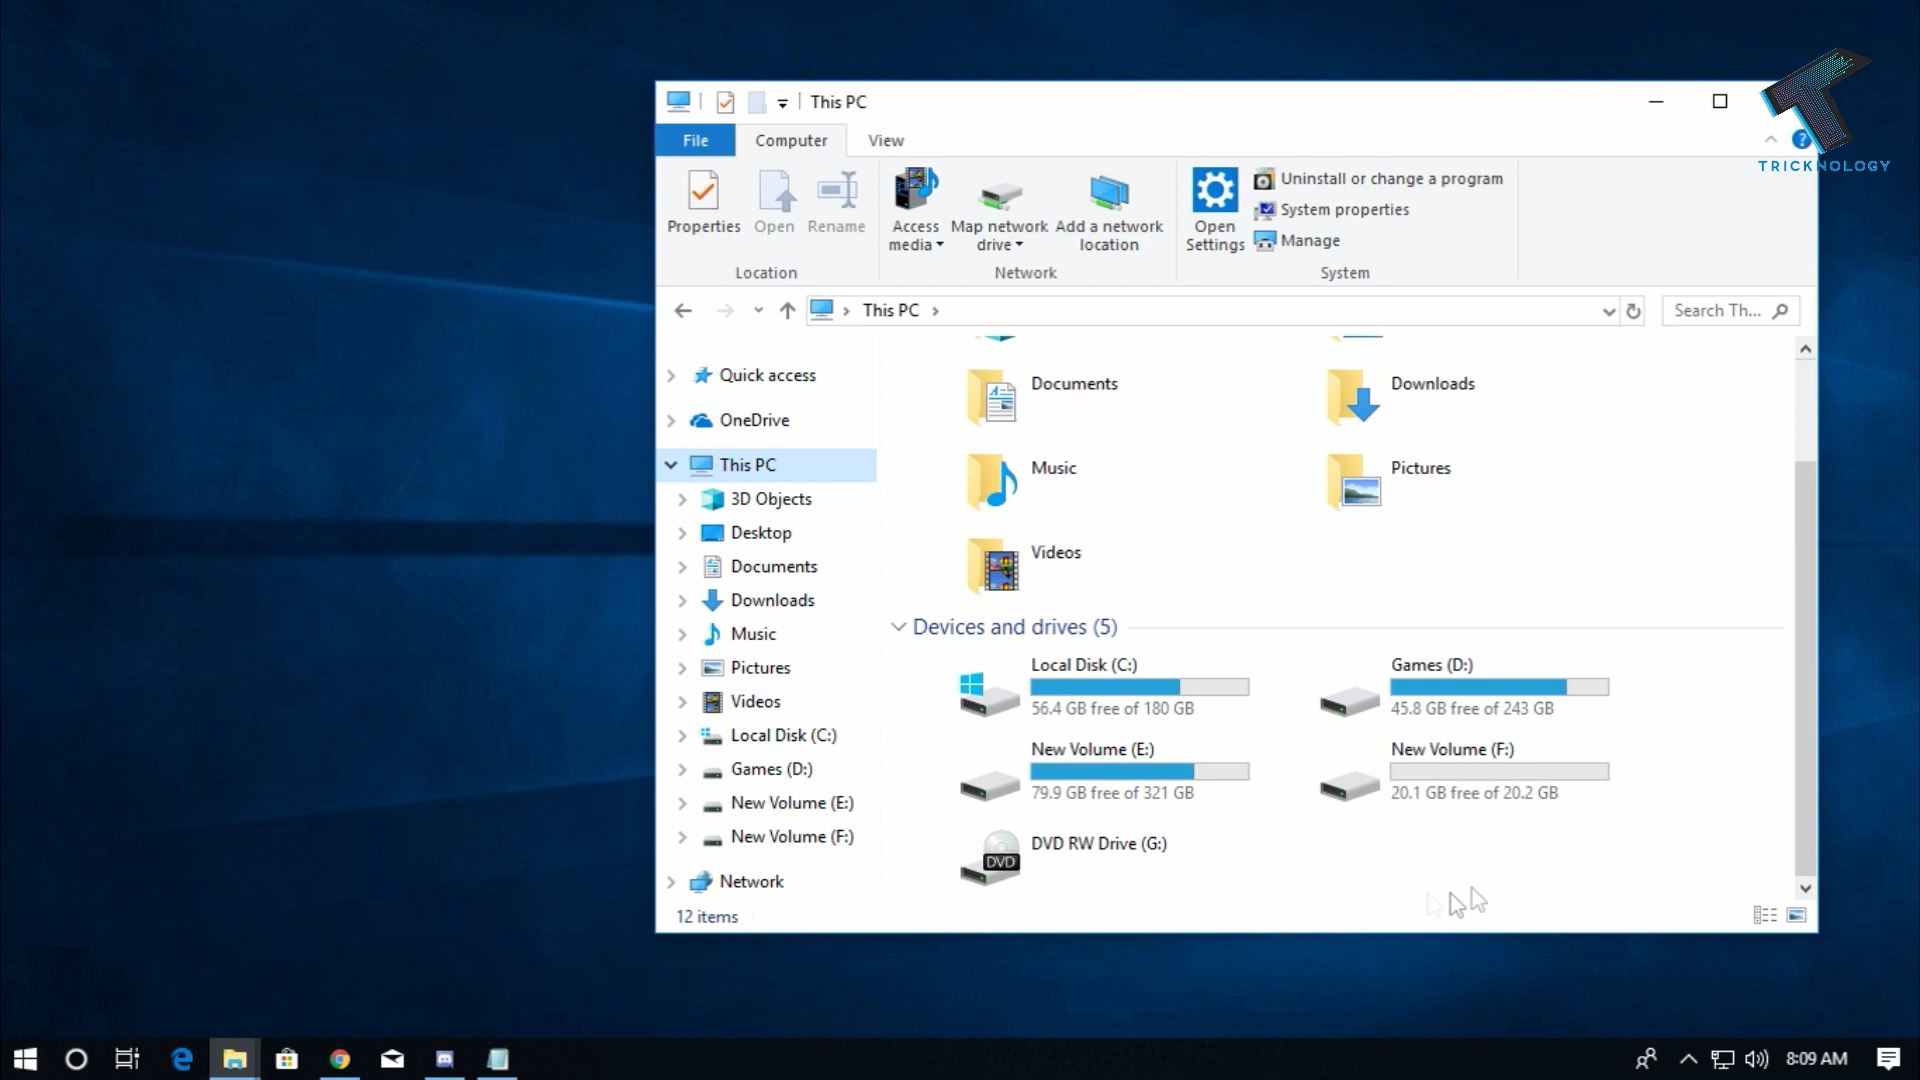 This PC
File
Computer
View
TRICKNOLOGY
Properties
Open
Rename
Access media
Map network drive
Add a network location
Open Settings
Uninstall or change a program
System properties
Manage
Location
Network
System
This PC
Search Th...
Quick access
OneDrive
This PC
3D Objects
Desktop
Documents
Downloads
Music
Pictures
Videos
Local Disk (C:)
Games (D:)
New Volume (E:)
New Volume (F:)
Network
Documents
Downloads
Music
Pictures
Videos
Devices and drives (5)
Local Disk (C:)
56.4 GB free of 180 GB
Games (D:)
45.8 GB free of 243 GB
New Volume (E:)
79.9 GB free of 321 GB
New Volume (F:)
20.1 GB free of 20.2 GB
DVD
DVD RW Drive (G:)
12 items
8:09 AM